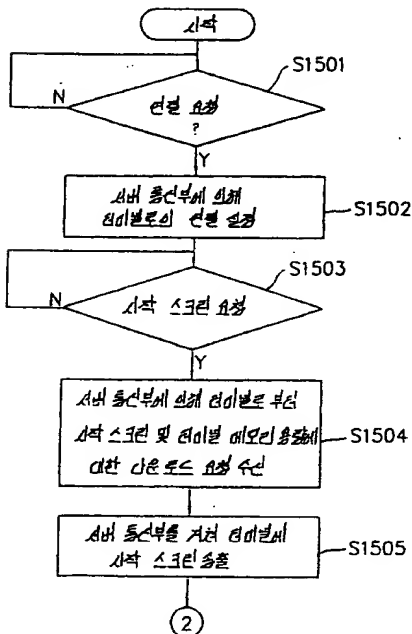 시작
S1501
N
연결 요청
?
Y
서버 통신부에 의해
터미널로의 연결 설정
S1502
S1503
N
시작 스크린 요청
Y
서버 통신부에 의해 터미널로 부터
시작 스크린 및 터미널 메모리 용량에
대한 다운로드 요청 수신
S1504
서버 통신부를 거쳐 터미널에
시작 스크린 송출
S1505
2